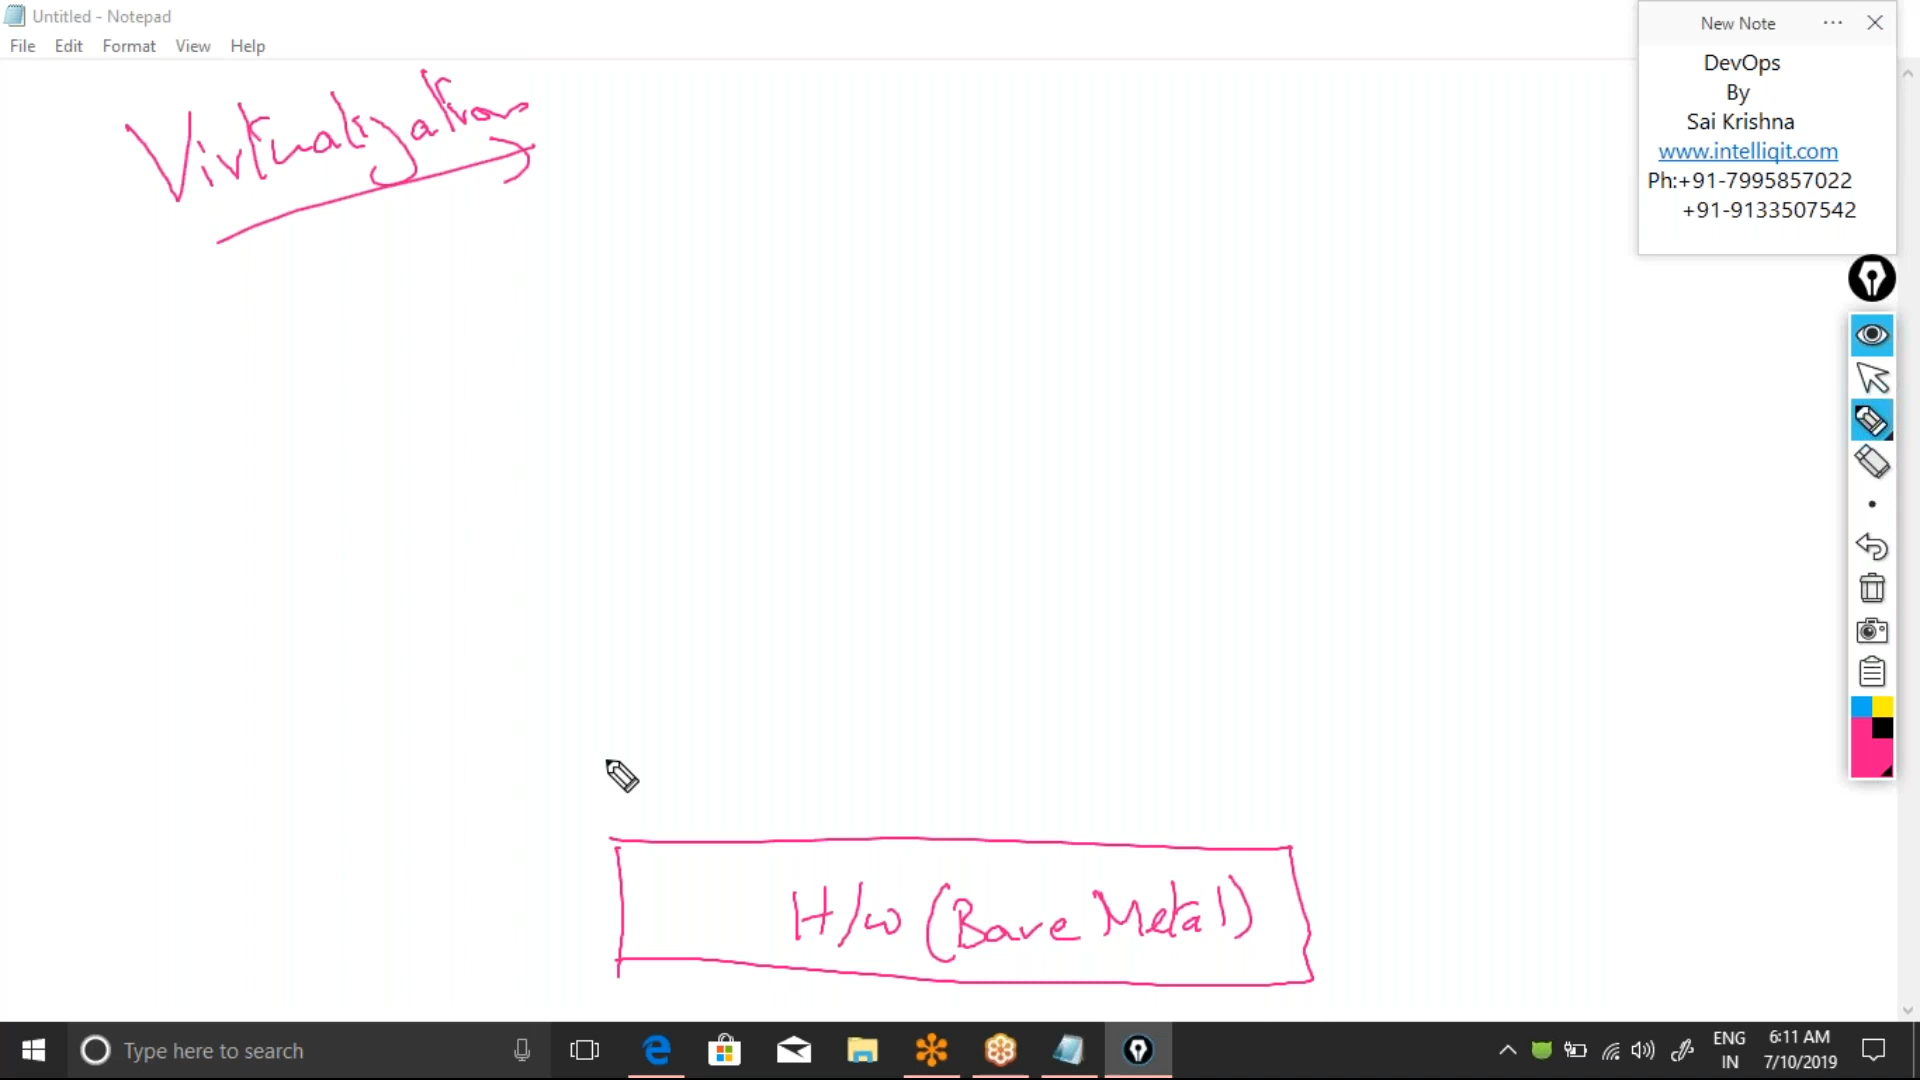 Untitled - Notepad
File Edit Format View Help
Virtualization
New Note
DevOps
By
Sai Krishna
www.intelliqit.com
Ph:+91-7995857022
+91-9133507542
H/w (Bare Metal)
Type here to search
ENG
IN
6:11 AM
7/10/2019